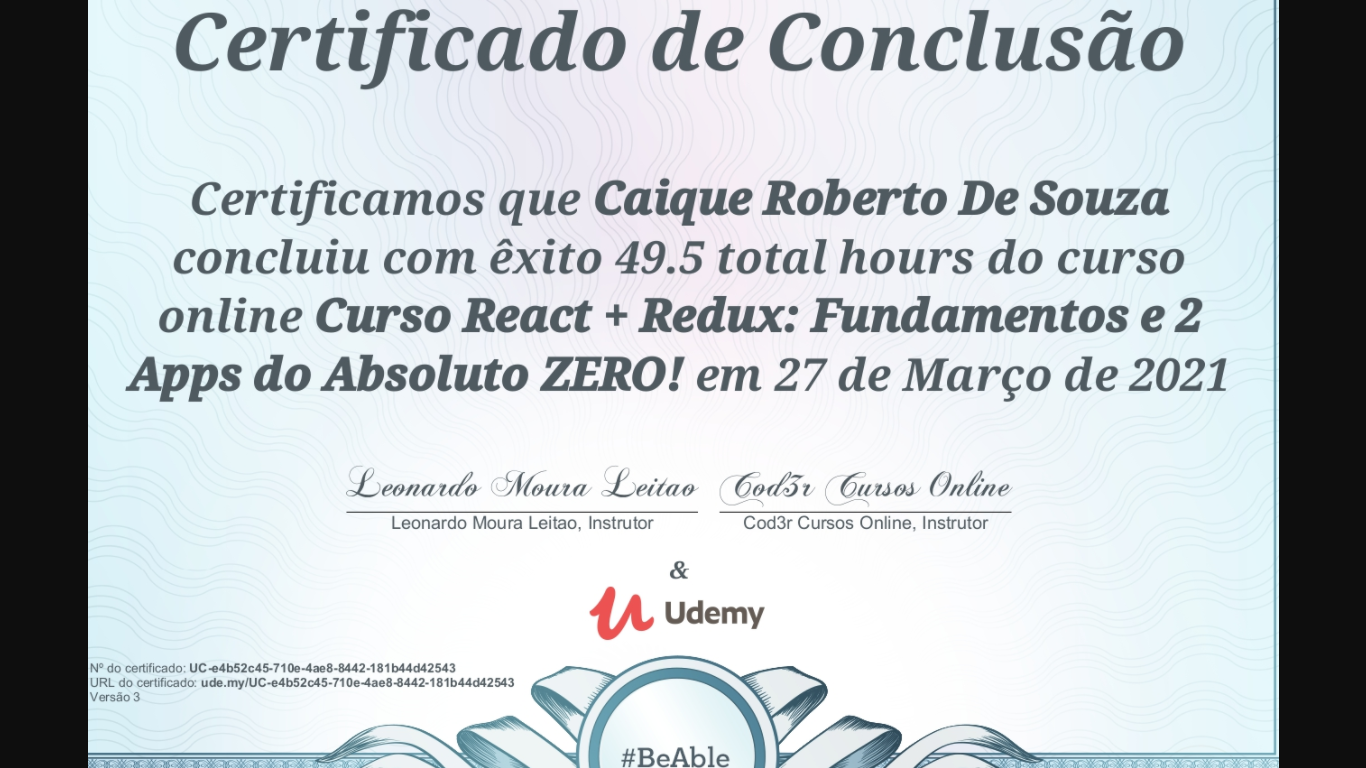 Certificado de Conclusão
Certificamos que Caique Roberto De Souza
concluiu com êxito 49.5 total hours do curso
online Curso React + Redux: Fundamentos e 2
Apps do Absoluto ZERO! em 27 de Março de 2021
Leonardo Moura Leitao Cod3r Cursos Online
Leonardo Moura Leitao, Instrutor Cod3r Cursos Online, Instrutor
&
Udemy
Nº do certificado: UC-e4b52c45-710e-4ae8-8442-181b44d42543
URL do certificado: ude.my/UC-e4b52c45-710e-4ae8-8442-181b44d42543
Versão 3
#BeAble